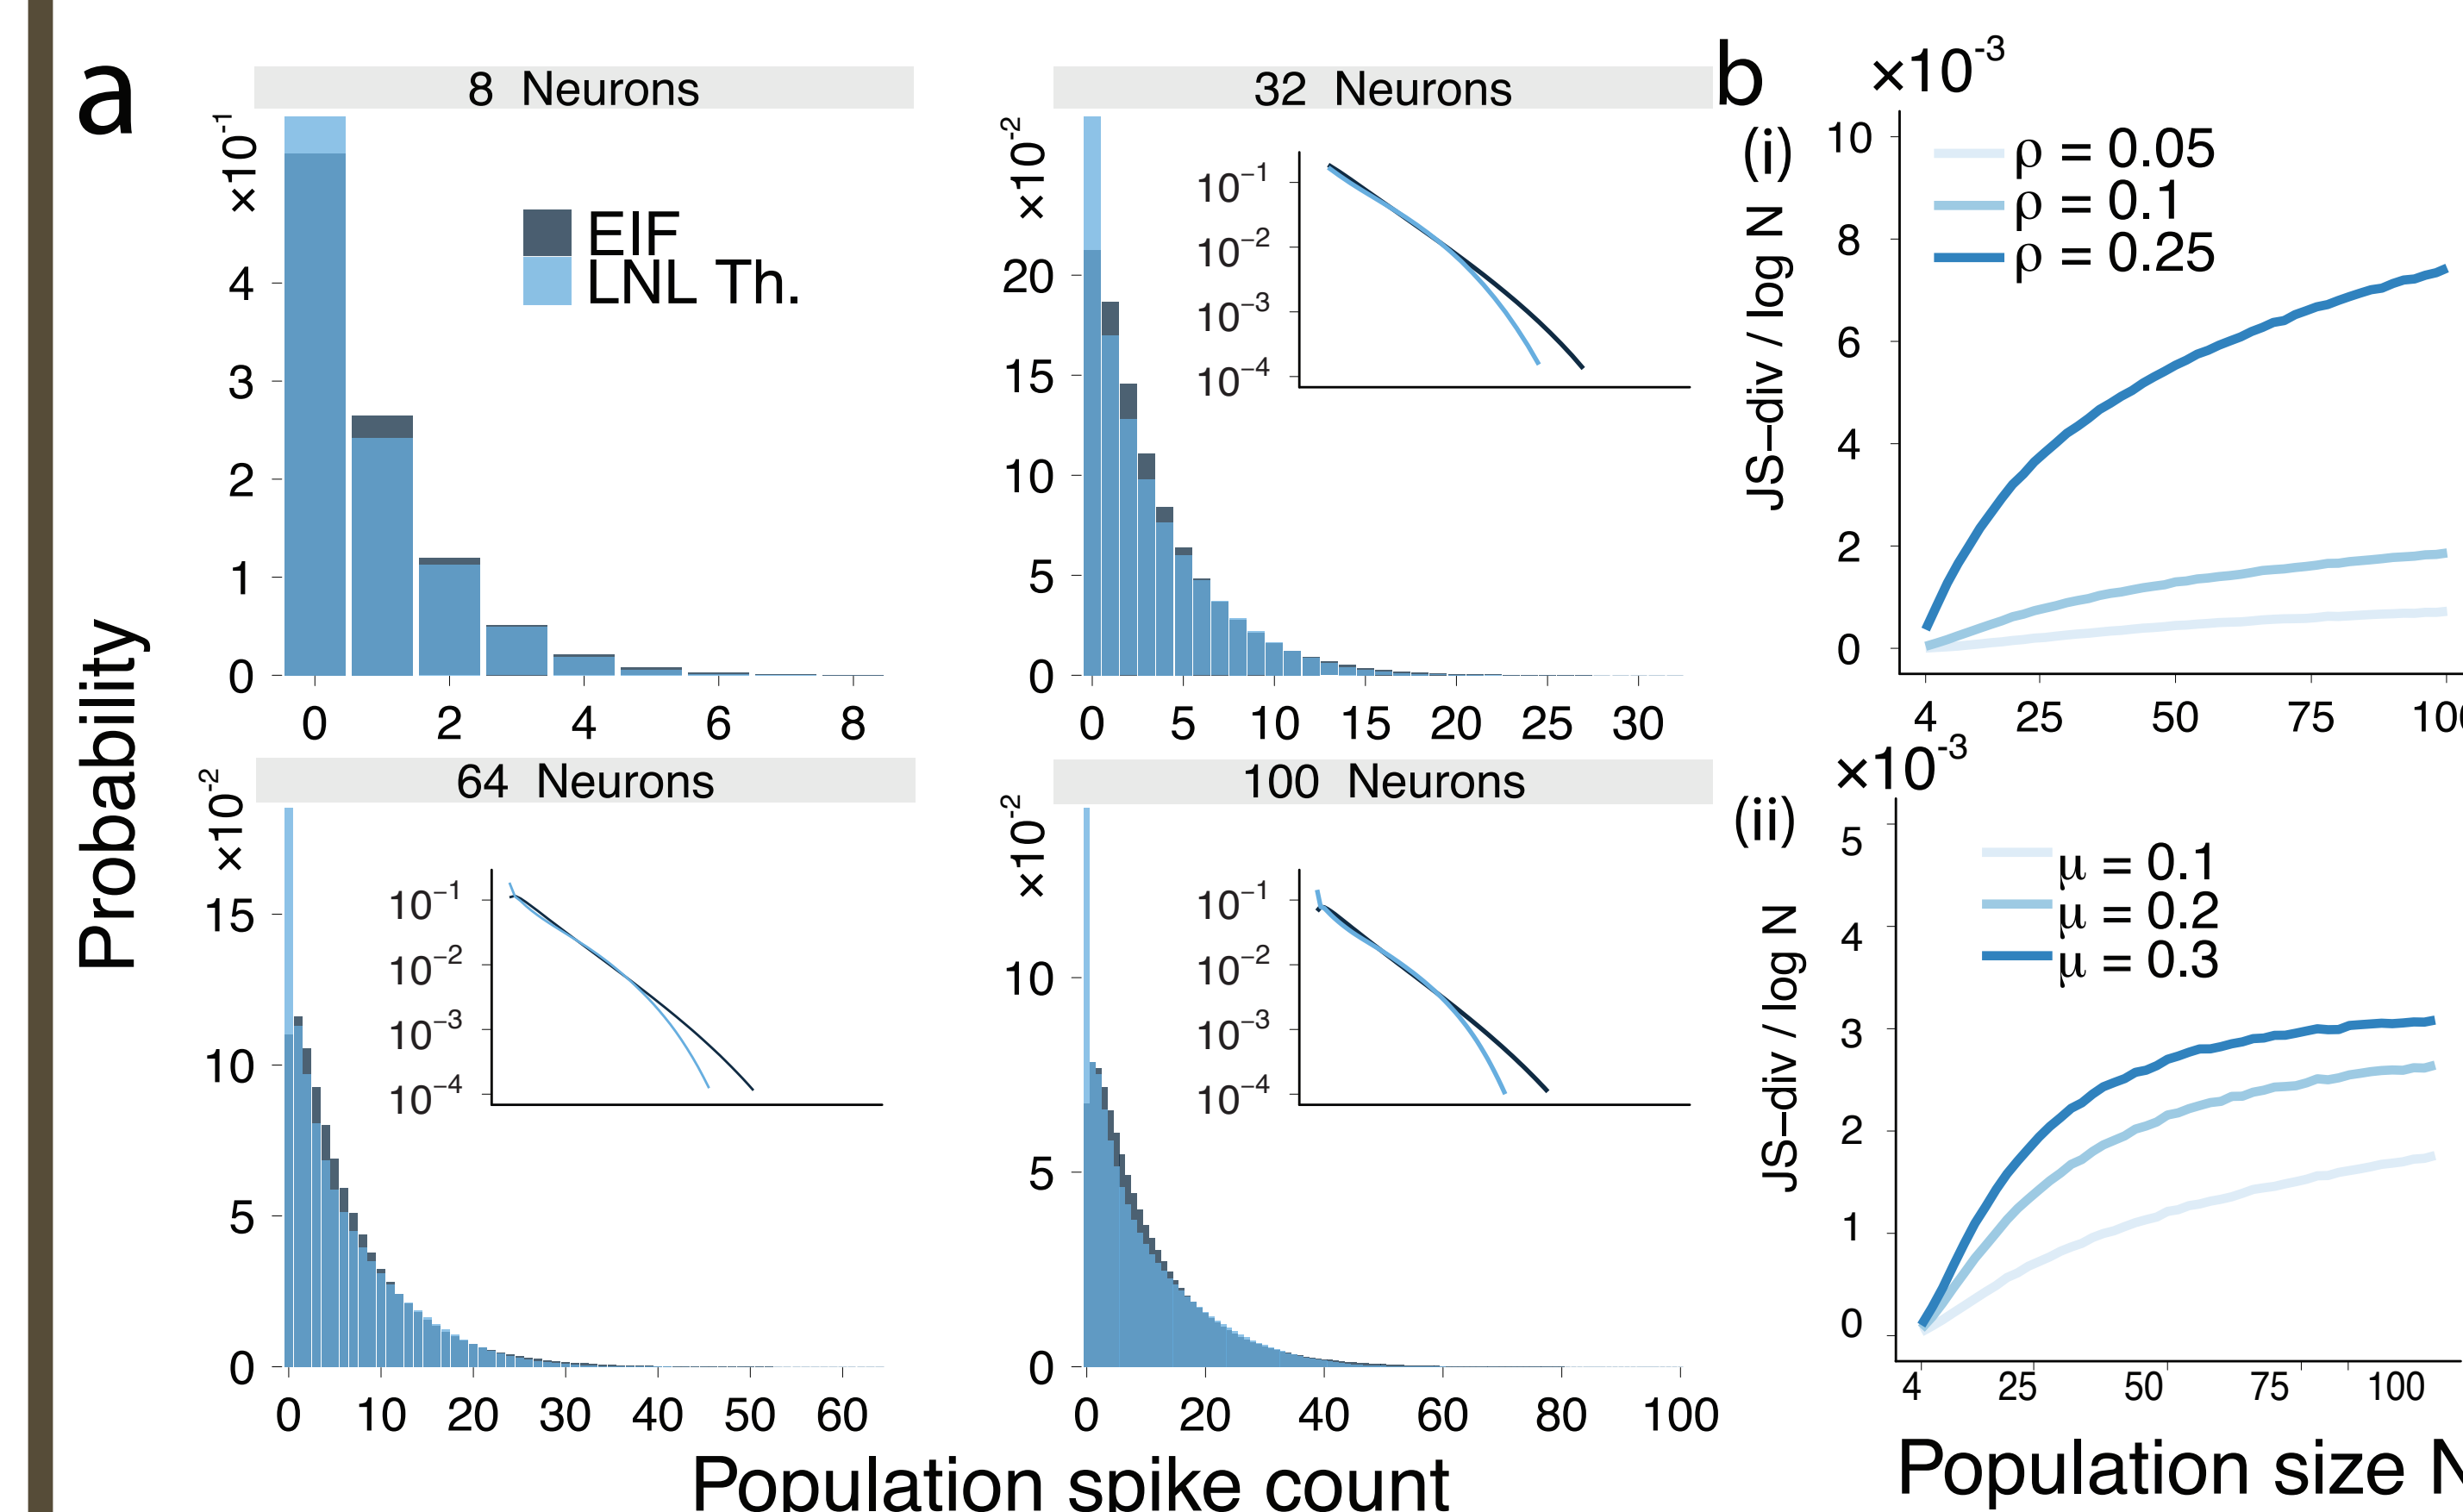 a
8 Neurons
×10-1
4
3
2
1
0
0 2 4 6 8
EIF
LNL Th.
32 Neurons
×10-2
20
15
10
5
0
0 5 10 15 20 25 30
10−1
10−2
10−3
10−4
64 Neurons
×10-2
15
10
5
0
0 10 20 30 40 50 60
10−1
10−2
10−3
10−4
100 Neurons
×10-2
10
5
0
0 20 40 60 80 100
10−1
10−2
10−3
10−4
Probability
Population spike count
b
(i)
×10-3
JS−div / log N
10
8
6
4
2
0
ρ = 0.05
ρ = 0.1
ρ = 0.25
4 25 50 75
(ii)
×10-3
JS−div / log N
5
4
3
2
1
0
μ = 0.1
μ = 0.2
μ = 0.3
4 25 50 75 100
Population size